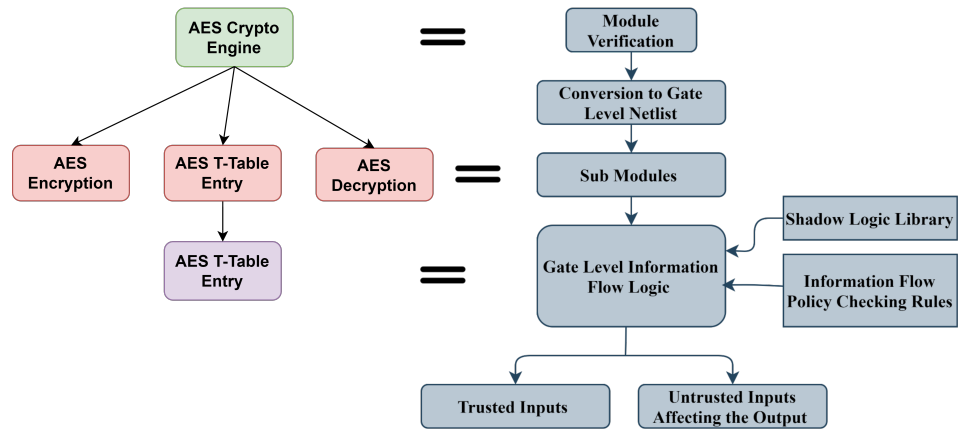 AES Crypto
Engine
=
Module
Verification
Conversion to Gate
Level Netlist
AES
Encryption
AES T-Table
Entry
AES
Decryption
=
Sub Modules
Shadow Logic Library
AES T-Table
Entry
=
Gate Level Information
Flow Logic
Information Flow
Policy Checking Rules
Trusted Inputs
Untrusted Inputs
Affecting the Output